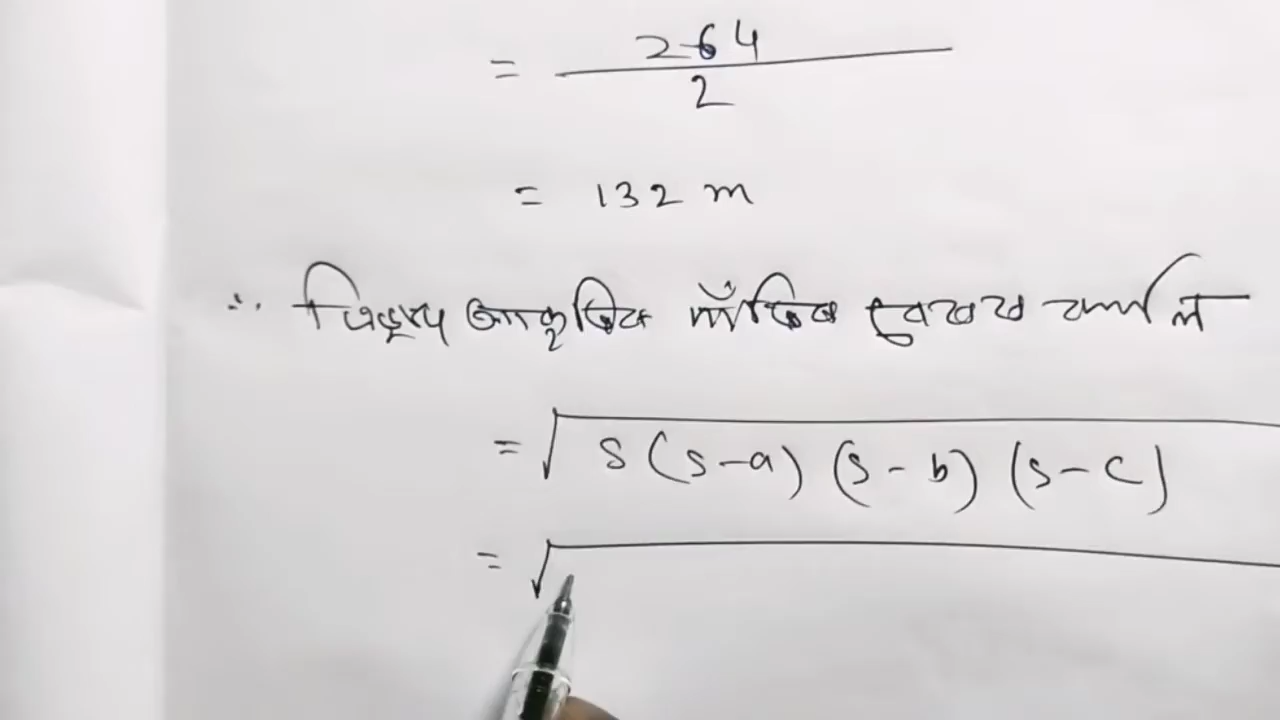 = 264
2
= 132 m
∴ ত্রিভুজ আকৃতিৰ কালি
= √ s (s-a) (s-b) (s-c)
= √